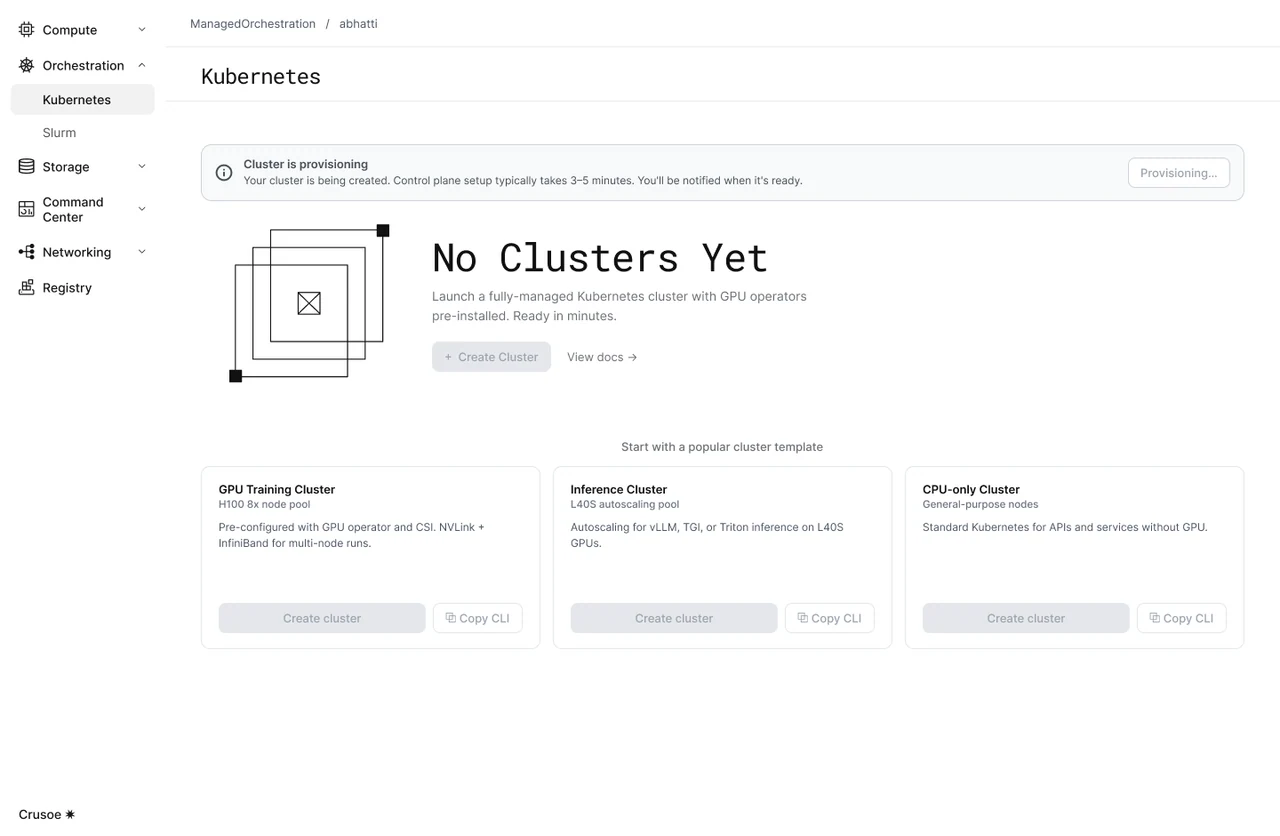 ManagedOrchestration / abhatti
Compute
Orchestration
Kubernetes
Slurm
Storage
Command
Center
Networking
Registry
Crusoe
Kubernetes
Cluster is provisioning
Your cluster is being created. Control plane setup typically takes 3–5 minutes. You'll be notified when it's ready.
Provisioning...
No Clusters Yet
Launch a fully-managed Kubernetes cluster with GPU operators
pre-installed. Ready in minutes.
+ Create Cluster
View docs →
Start with a popular cluster template
GPU Training Cluster
H100 8x node pool
Pre-configured with GPU operator and CSI. NVLink +
InfiniBand for multi-node runs.
Create cluster
Copy CLI
Inference Cluster
L40S autoscaling pool
Autoscaling for vLLM, TGI, or Triton inference on L40S
GPUs.
Create cluster
Copy CLI
CPU-only Cluster
General-purpose nodes
Standard Kubernetes for APIs and services without GPU.
Create cluster
Copy CLI